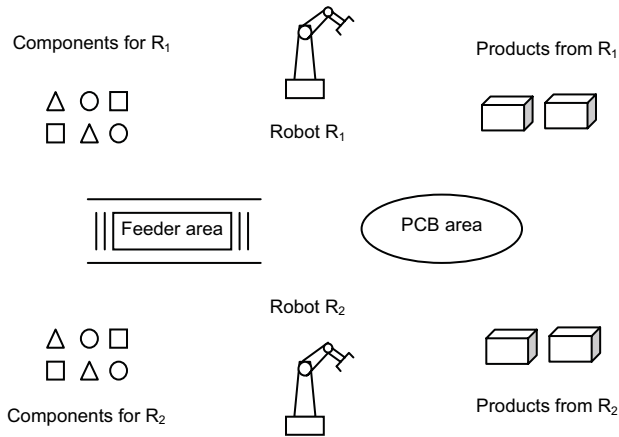 Components for R1
Products from R1
Robot R1
Feeder area
PCB area
Robot R2
Components for R2
Products from R2